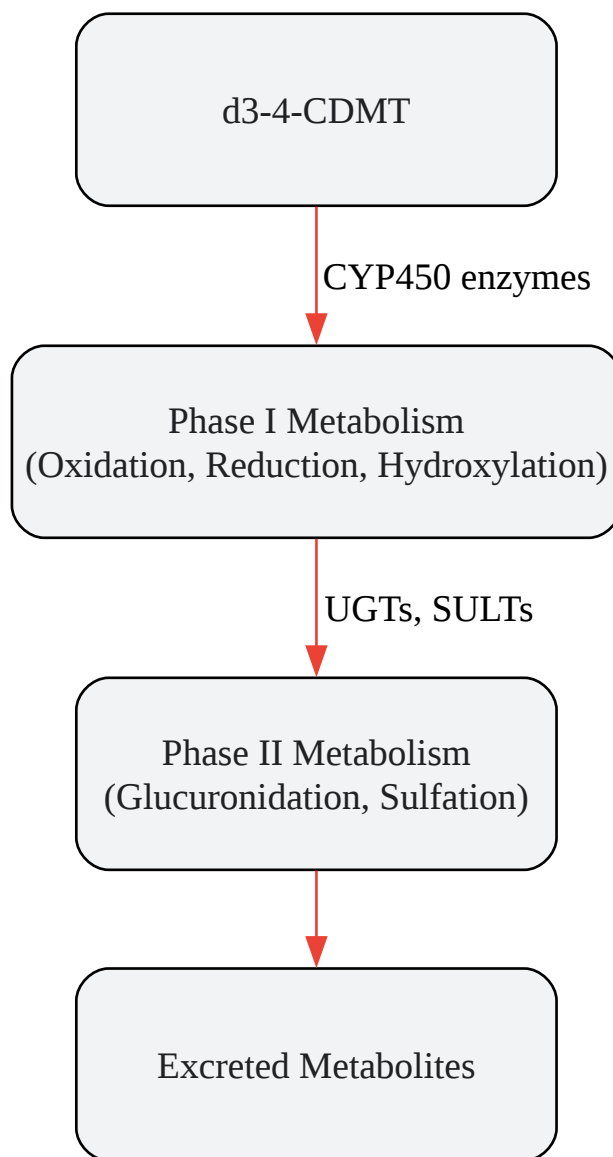 d3-4-CDMT
CYP450 enzymes
Phase I Metabolism
(Oxidation, Reduction, Hydroxylation)
UGTs, SULTs
Phase II Metabolism
(Glucuronidation, Sulfation)
Excreted Metabolites